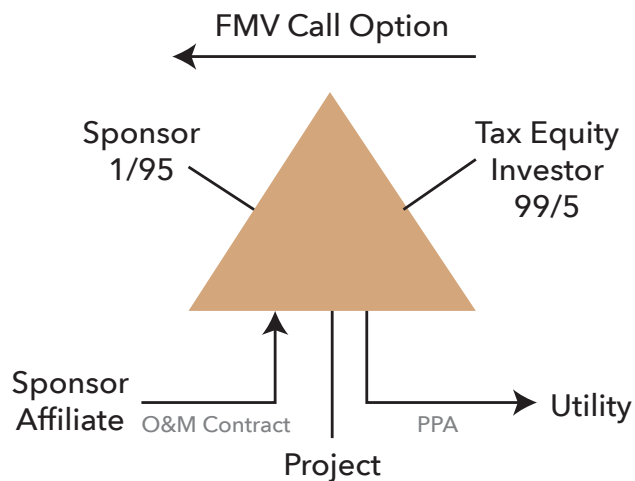 FMV Call Option
Sponsor
1/95
Tax Equity
Investor
99/5
Sponsor
Affiliate
O&M Contract
PPA
Utility
Project